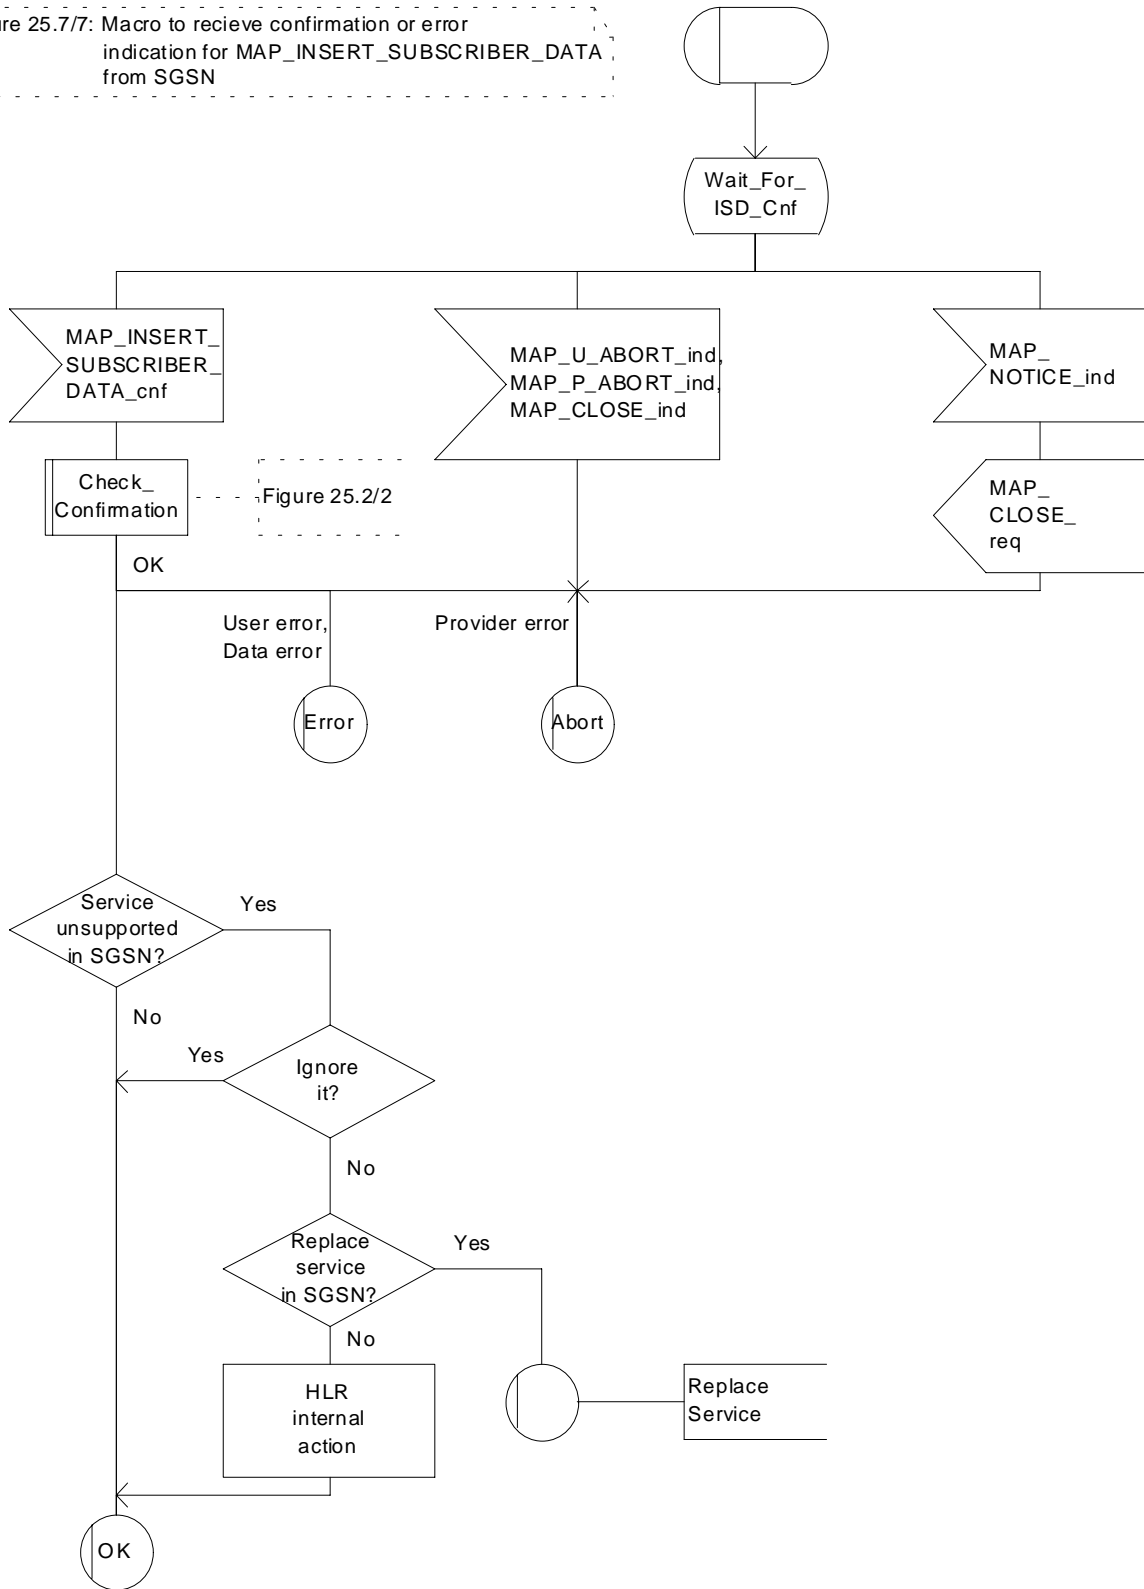 re 25.7/7: Macro to recieve confirmation or error
indication for MAP_INSERT_SUBSCRIBER_DATA
from SGSN
Wait_For_
ISD_Cnf
MAP_INSERT_
SUBSCRIBER_
DATA_cnf
MAP_U_ABORT_ind,
MAP_P_ABORT_ind,
MAP_CLOSE_ind
MAP_
NOTICE_ind
Check_
Confirmation
Figure 25.2/2
MAP_
CLOSE_
req
OK
User error,
Data error
Provider error
Error
Abort
Service
unsupported
in SGSN?
Yes
No
Yes
Ignore
it?
No
Replace
service
in SGSN?
Yes
No
HLR
internal
action
Replace
Service
OK